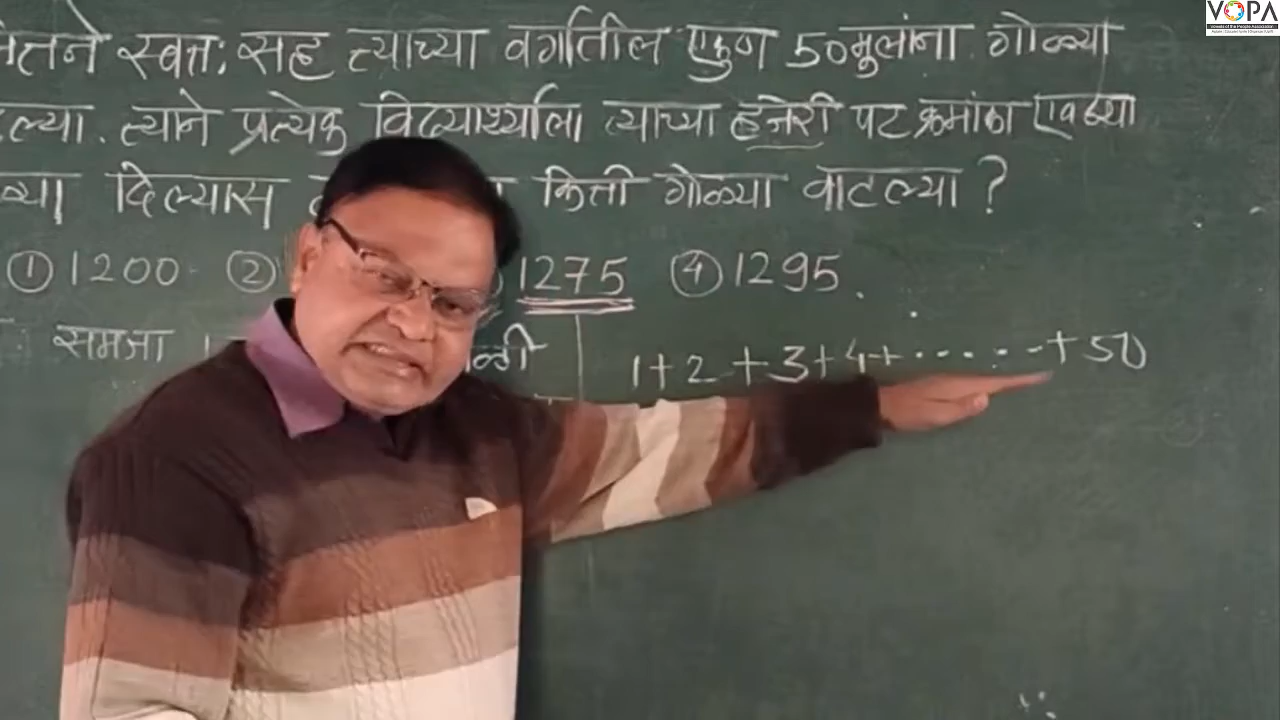 VOPA
स्वतः सह त्याच्या वर्गातील एकुण 50 मुलांना गोळ्या
ल्या. त्याने प्रत्येक विद्यार्थ्याला त्याच्या हजेरी पट क्रमांका एवढ्या
दिल्यास किती गोळ्या वाटल्या ?
① 1200 ② 1275 ④ 1295.
समजा 1 ळी
1+2+3+4+......+50